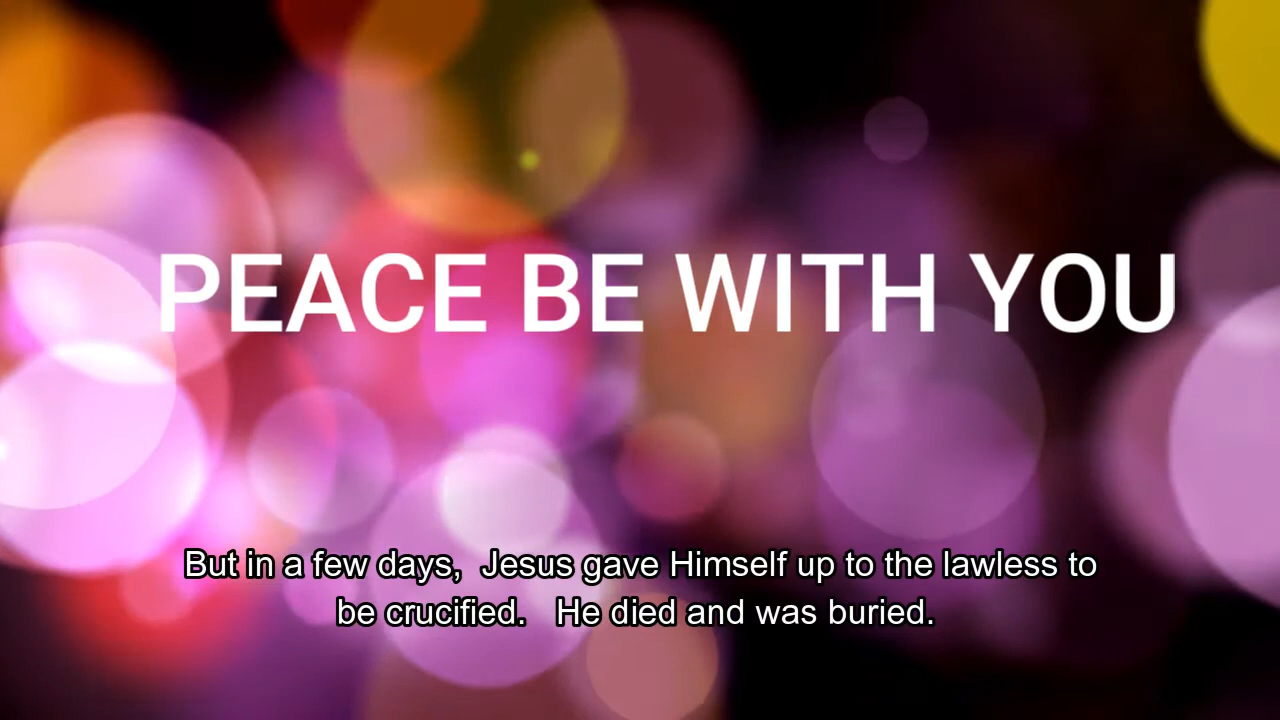 PEACE BE WITH YOU
But in a few days,  Jesus gave Himself up to the lawless to
be crucified.   He died and was buried.